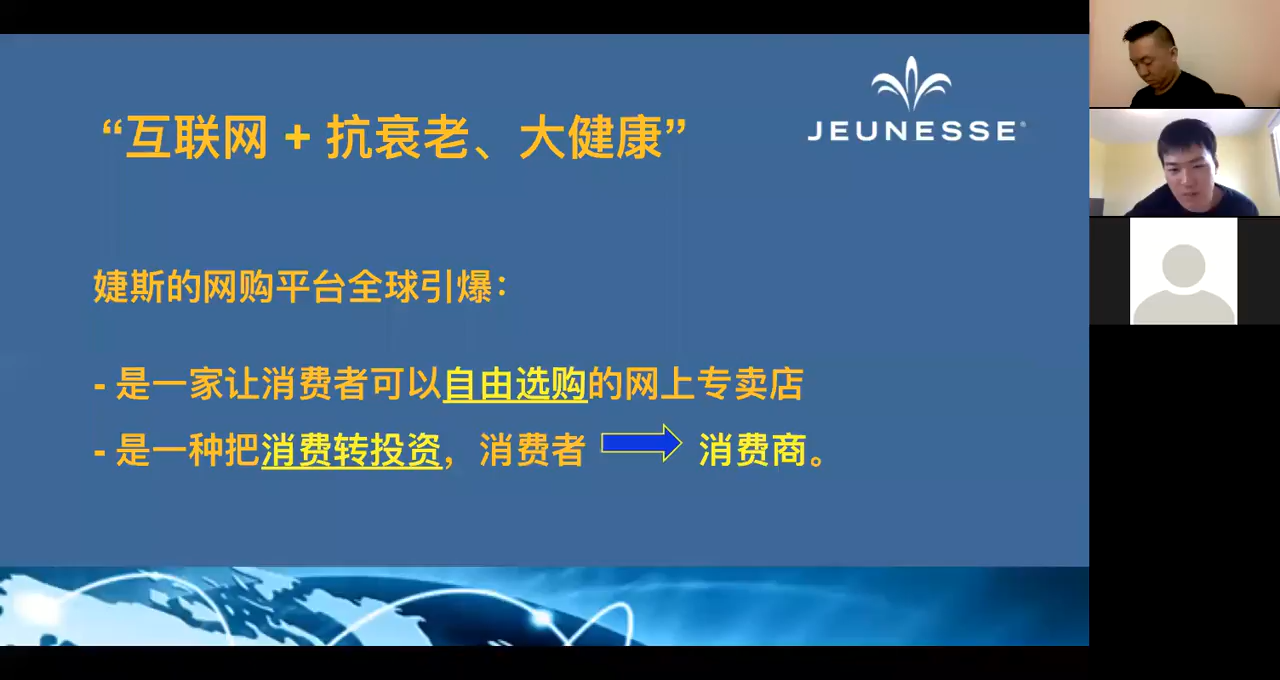 “互联网 + 抗衰老、大健康”
JEUNESSE®
婕斯的网购平台全球引爆：
- 是一家让消费者可以自由选购的网上专卖店
- 是一种把消费转投资，消费者 消费商。